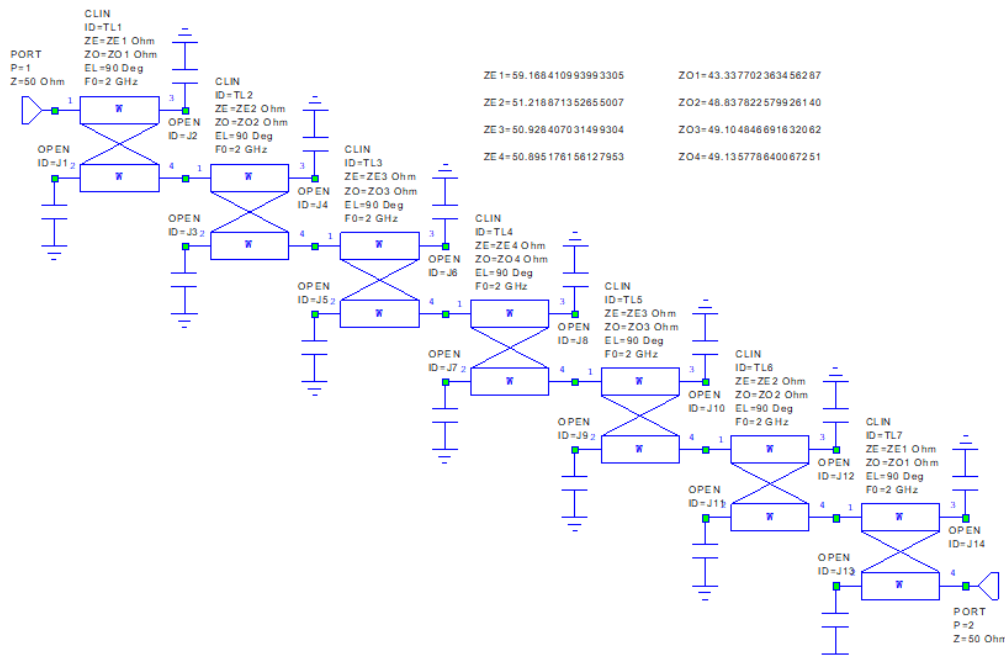 CLIN
ID=TL1
ZE=ZE1 Ohm
ZO=ZO1 Ohm
EL=90 Deg
F0=2 GHz
PORT
P=1
Z=50 Ohm
1
W
3
OPEN
ID=J2
OPEN
ID=J1
2
W
4
CLIN
ID=TL2
ZE=ZE2 Ohm
ZO=ZO2 Ohm
EL=90 Deg
F0=2 GHz
1
W
3
OPEN
ID=J4
OPEN
ID=J3
2
W
4
ZE1=59.168410993993305
ZO1=43.337702363456287
ZE2=51.218871352655007
ZO2=48.837822579926140
ZE3=50.928407031499304
ZO3=49.104846691632062
ZE4=50.895176156127953
ZO4=49.135778640067251
CLIN
ID=TL3
ZE=ZE3 Ohm
ZO=ZO3 Ohm
EL=90 Deg
F0=2 GHz
1
W
3
OPEN
ID=J6
OPEN
ID=J5
2
W
4
CLIN
ID=TL4
ZE=ZE4 Ohm
ZO=ZO4 Ohm
EL=90 Deg
F0=2 GHz
1
W
3
OPEN
ID=J8
OPEN
ID=J7
2
W
4
CLIN
ID=TL5
ZE=ZE3 Ohm
ZO=ZO3 Ohm
EL=90 Deg
F0=2 GHz
1
W
3
OPEN
ID=J10
OPEN
ID=J9
2
W
4
CLIN
ID=TL6
ZE=ZE2 Ohm
ZO=ZO2 Ohm
EL=90 Deg
F0=2 GHz
1
W
3
OPEN
ID=J12
OPEN
ID=J11
2
W
4
CLIN
ID=TL7
ZE=ZE1 Ohm
ZO=ZO1 Ohm
EL=90 Deg
F0=2 GHz
1
W
3
OPEN
ID=J14
OPEN
ID=J13
2
W
4
PORT
P=2
Z=50 Ohm